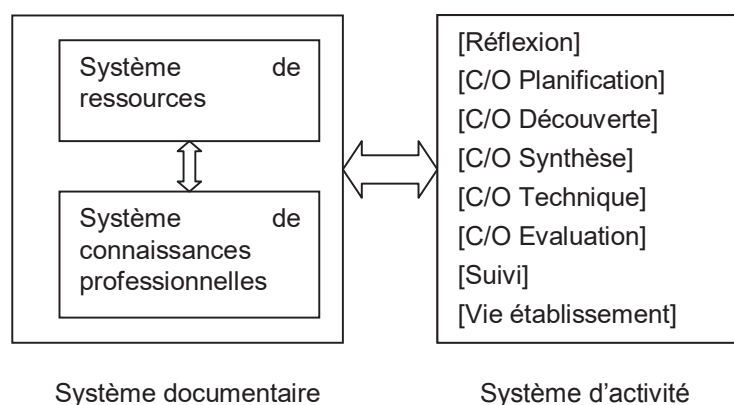 Système de
ressources
Système de
connaissances
professionnelles
[Réflexion]
[C/O Planification]
[C/O Découverte]
[C/O Synthèse]
[C/O Technique]
[C/O Evaluation]
[Suivi]
[Vie établissement]
Système documentaire
Système d'activité